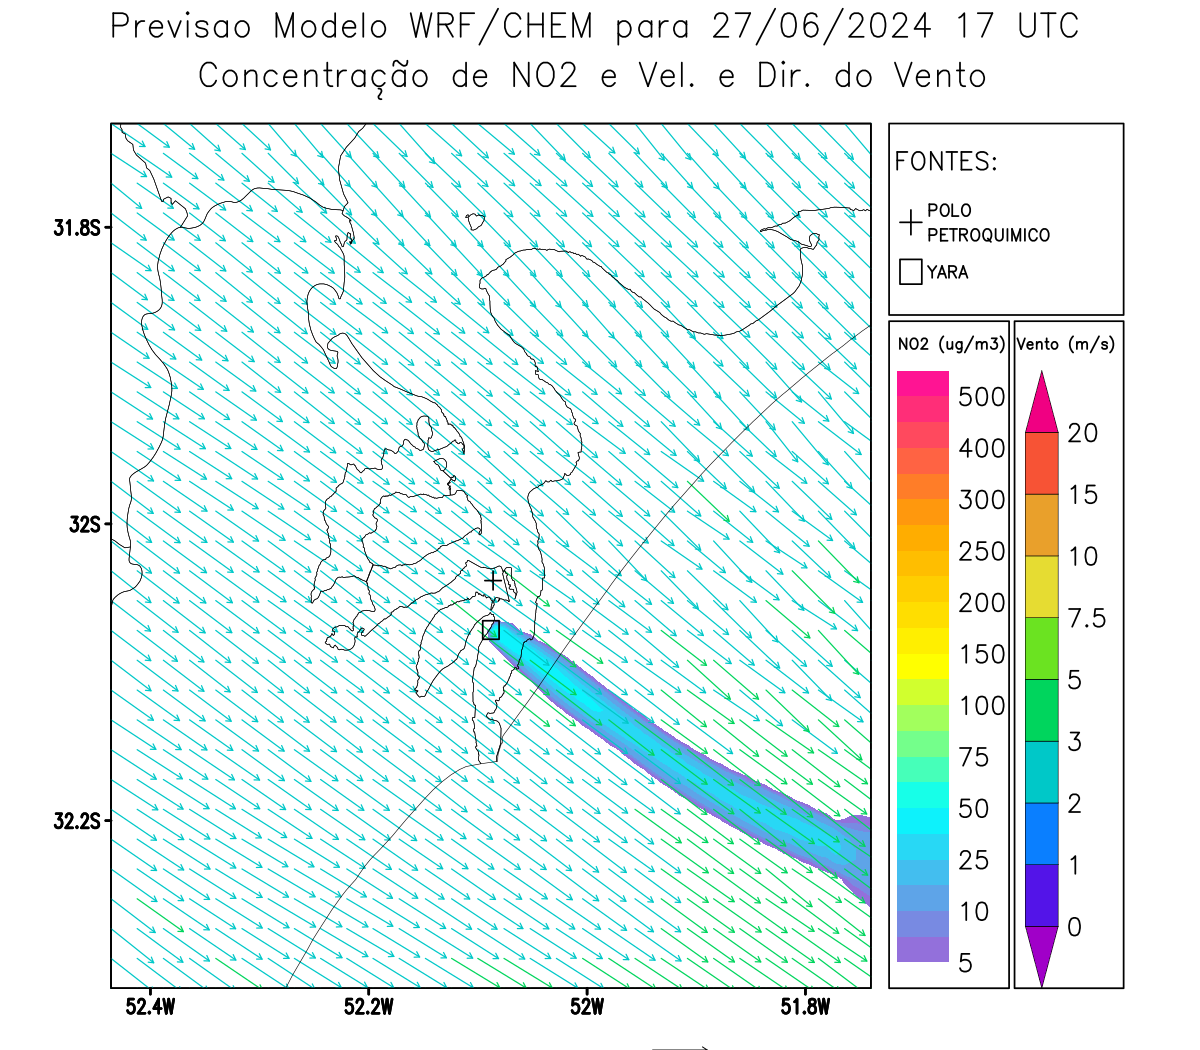 Previsao Modelo WRF/CHEM para 27/06/2024 17 UTC
Concentração de NO2 e Vel. e Dir. do Vento
FONTES:
POLO
PETROQUIMICO
YARA
31.8S
32S
32.2S
52.4W
52.2W
52W
51.8W
NO2 (ug/m3)
500
400
300
250
200
150
100
75
50
25
10
5
Vento (m/s)
20
15
10
7.5
5
3
2
1
0